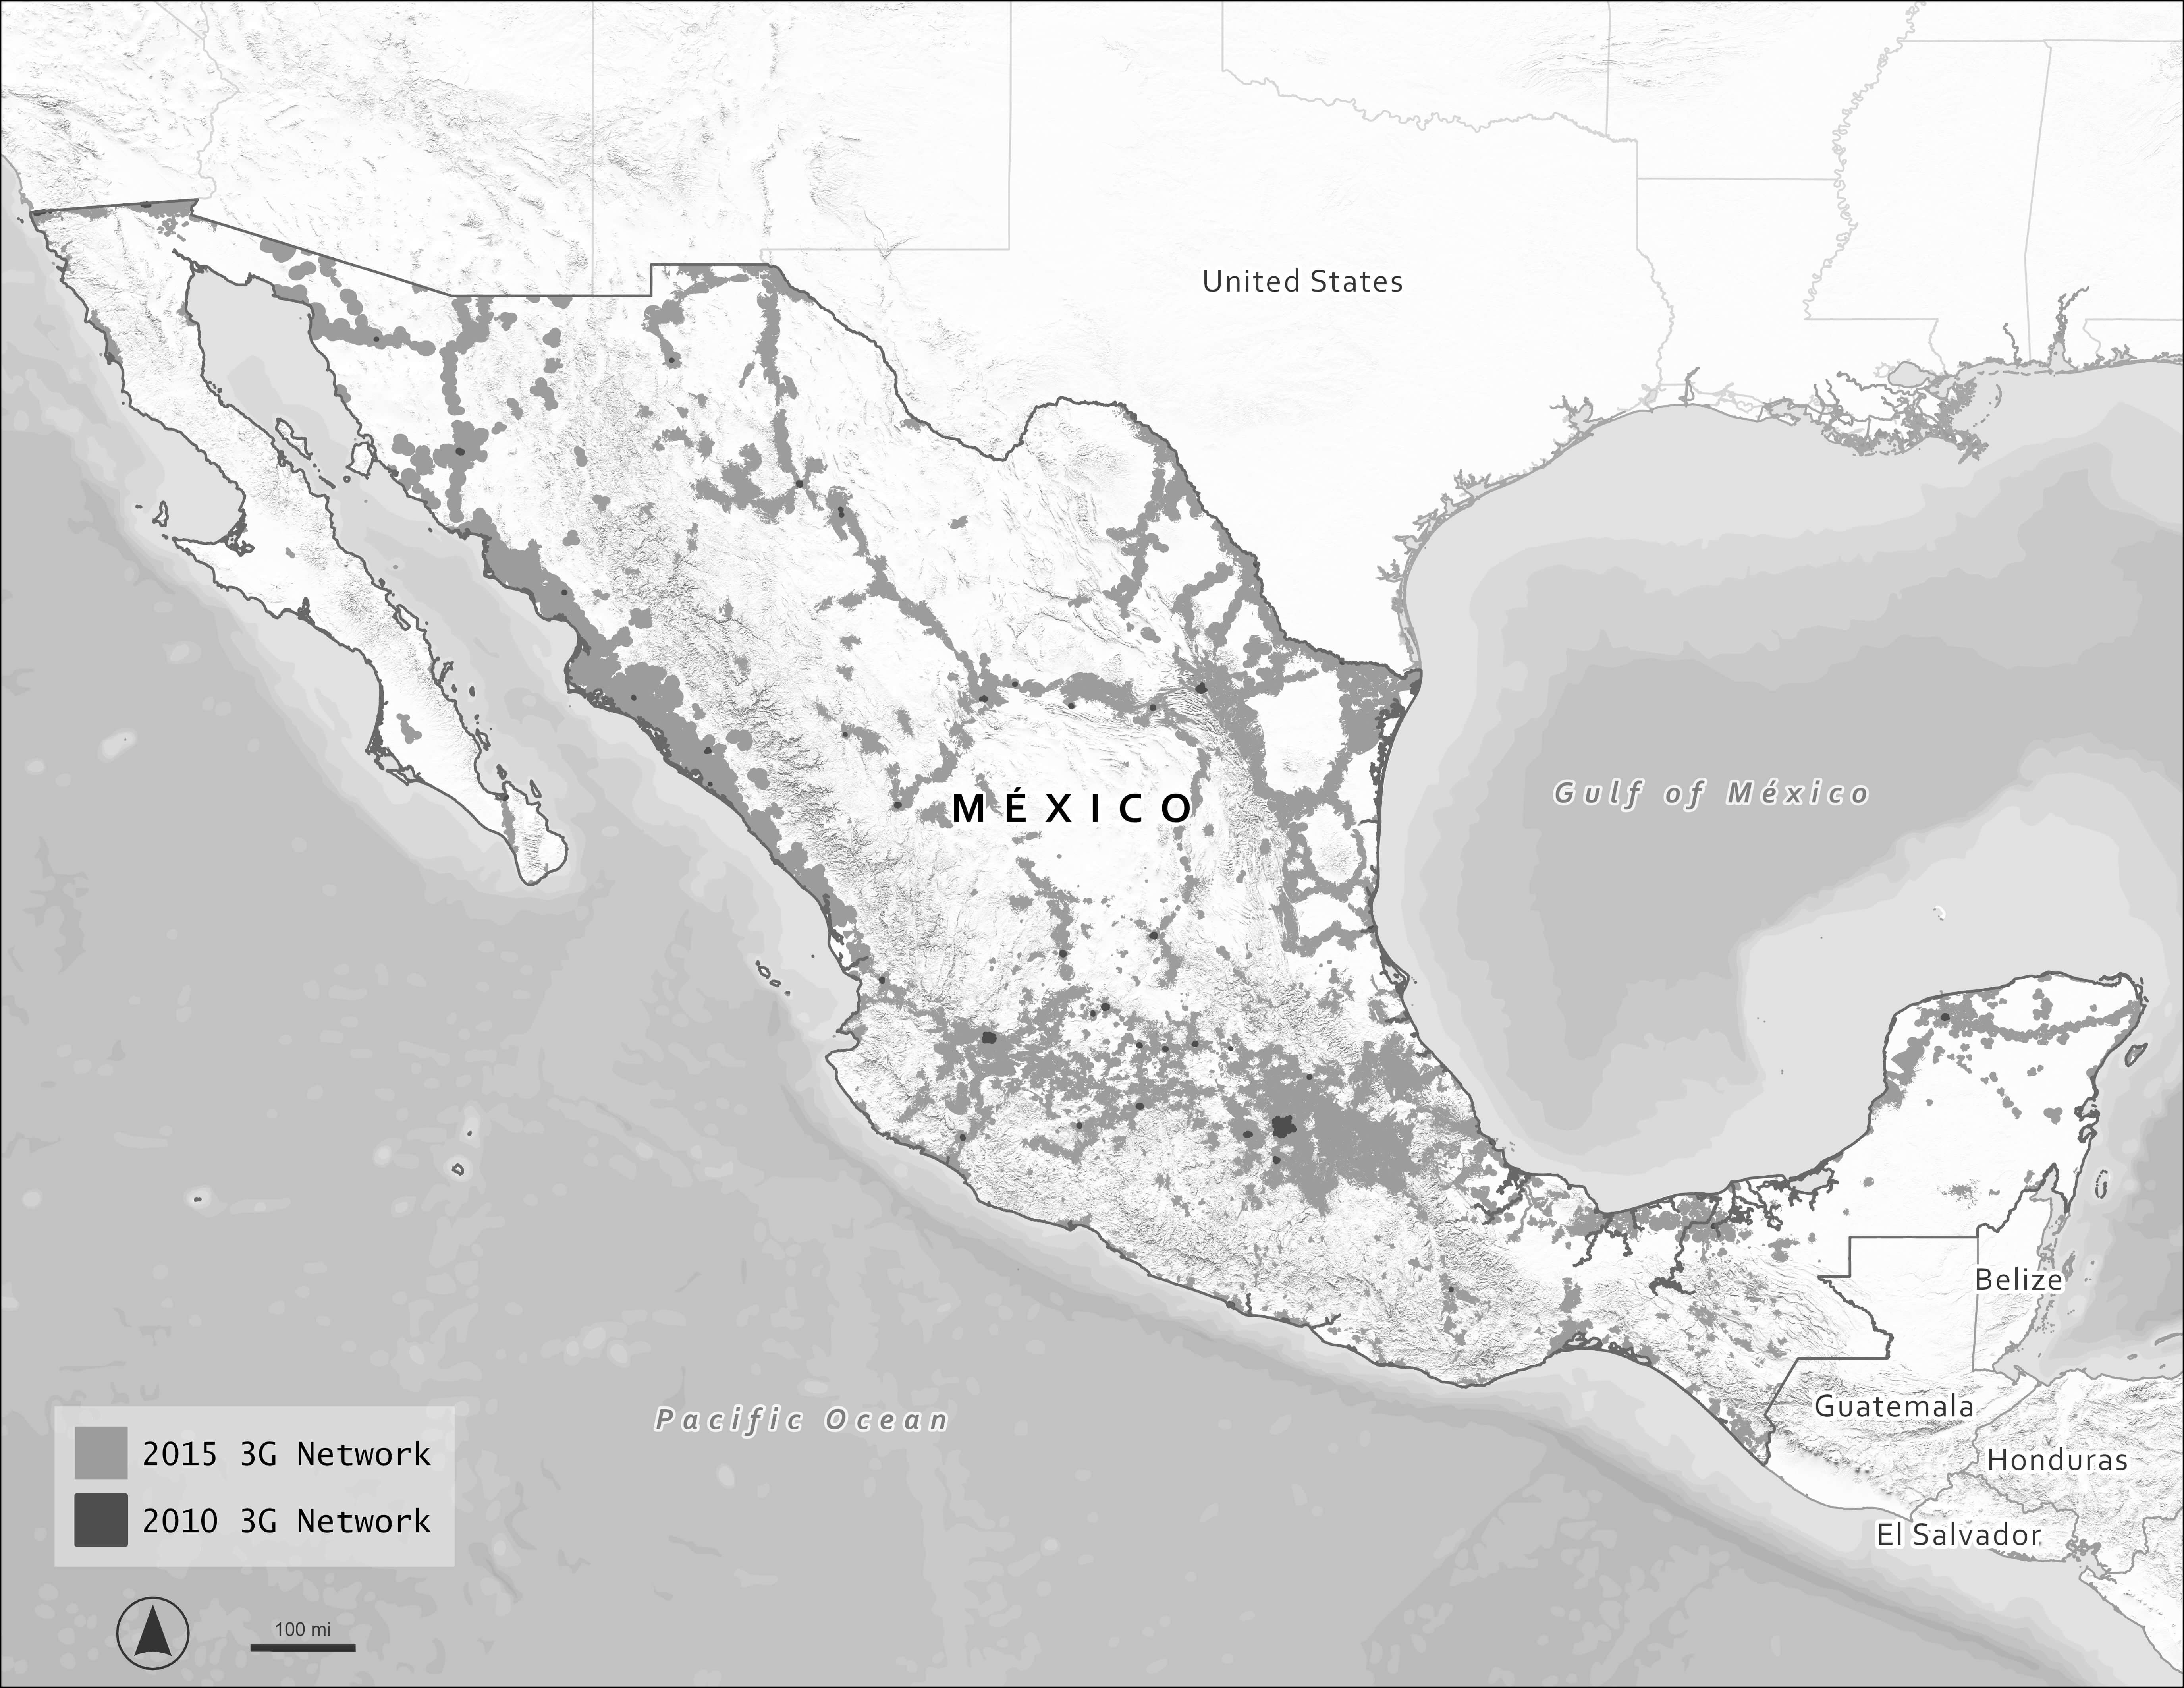 United States
Gulf of México
MÉXICO
Belize
Guatemala
Pacific Ocean
Honduras
El Salvador
2015 3G Network
2010 3G Network
100 mi